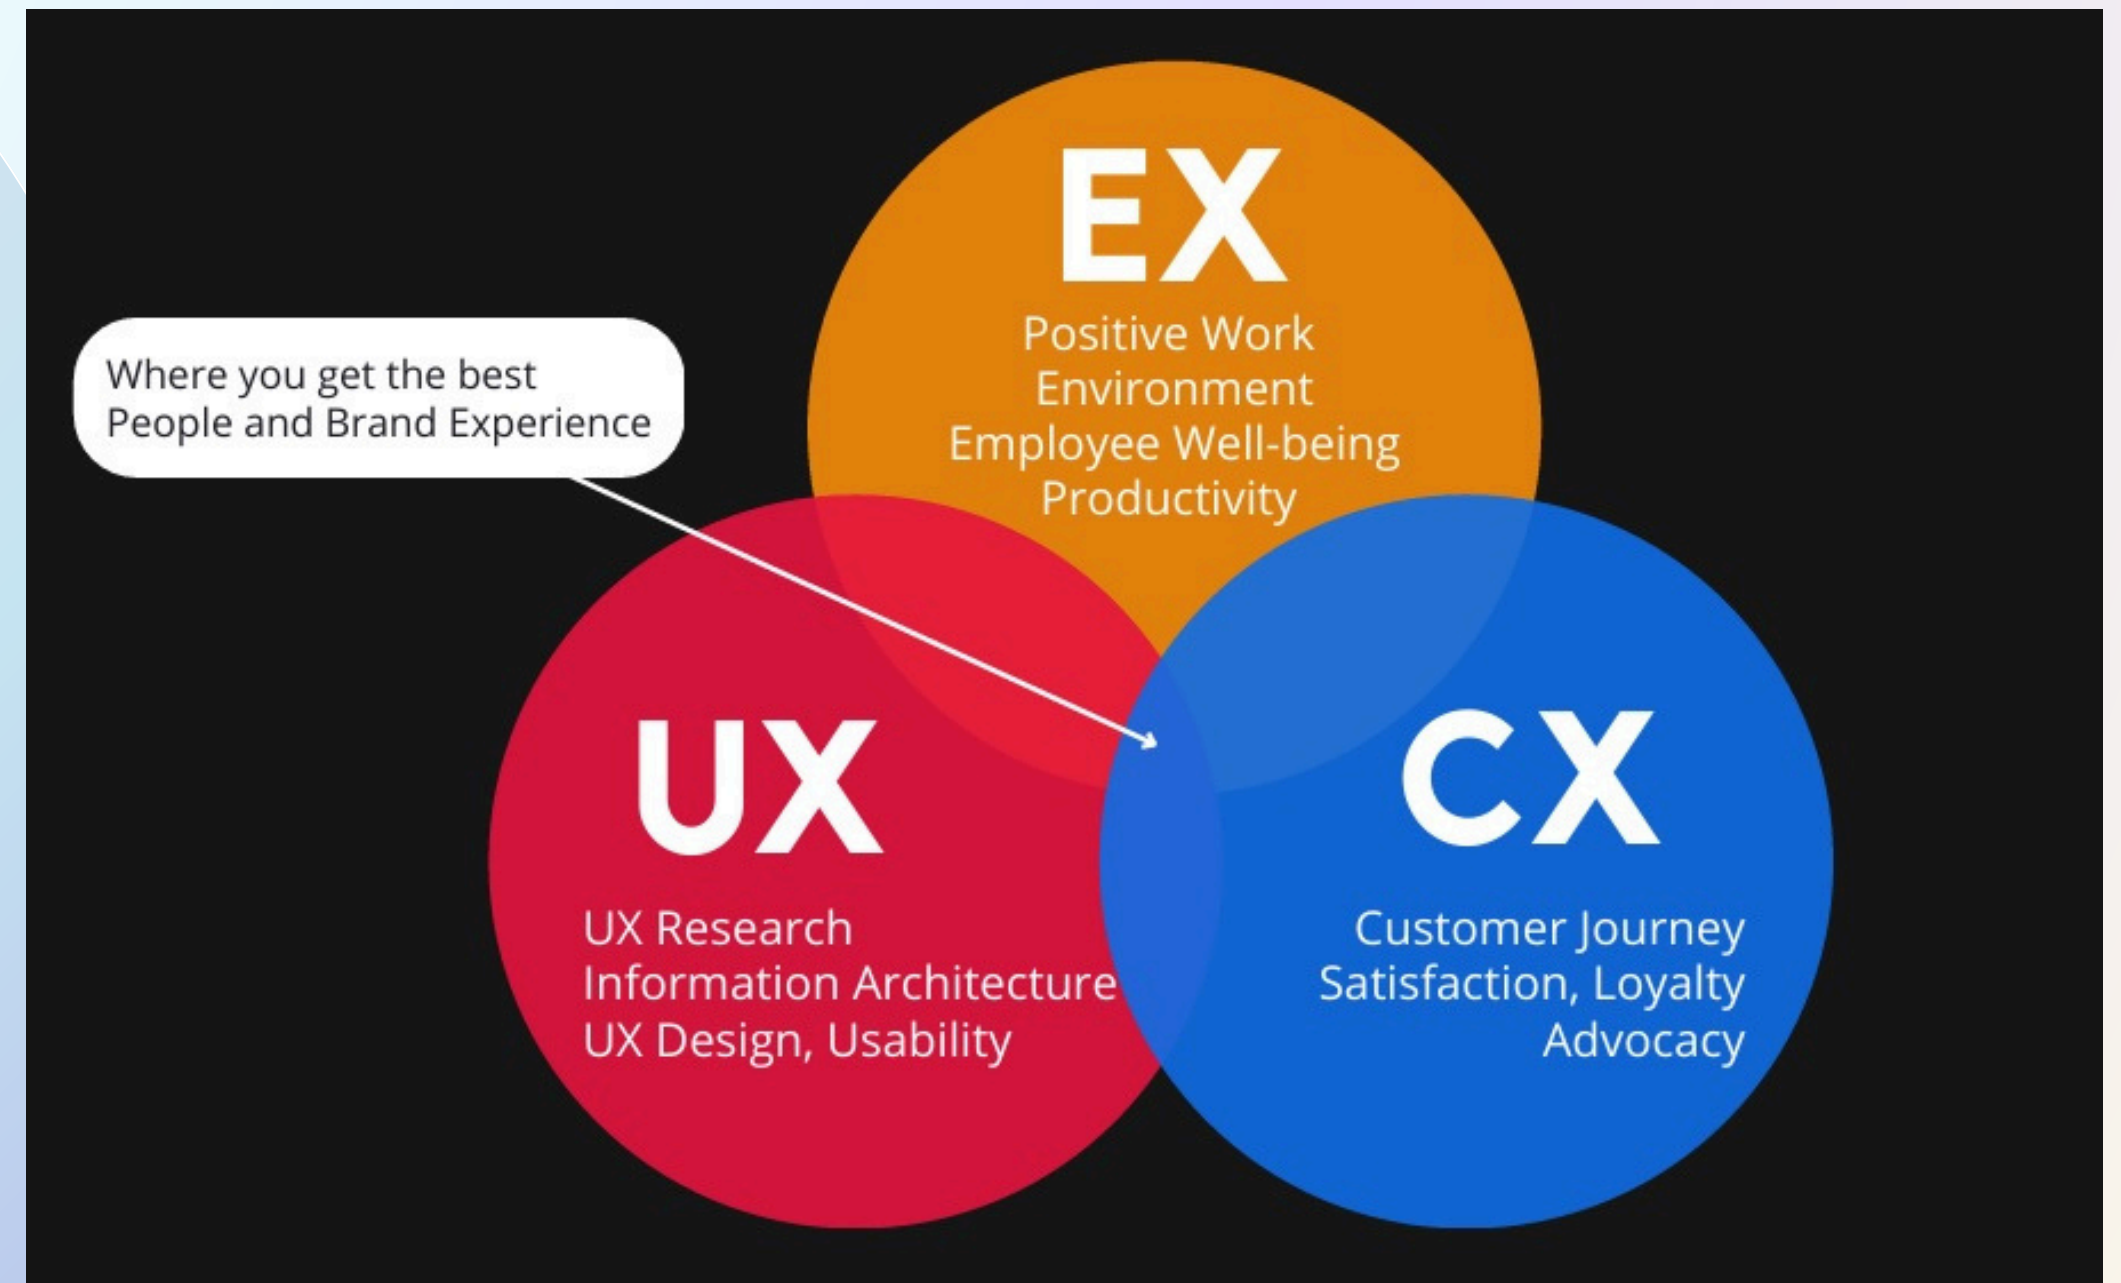 EX
Positive Work
Environment
Employee Well-being
Productivity
Where you get the best
People and Brand Experience
UX
UX Research
Information Architecture
UX Design, Usability
CX
Customer Journey
Satisfaction, Loyalty
Advocacy